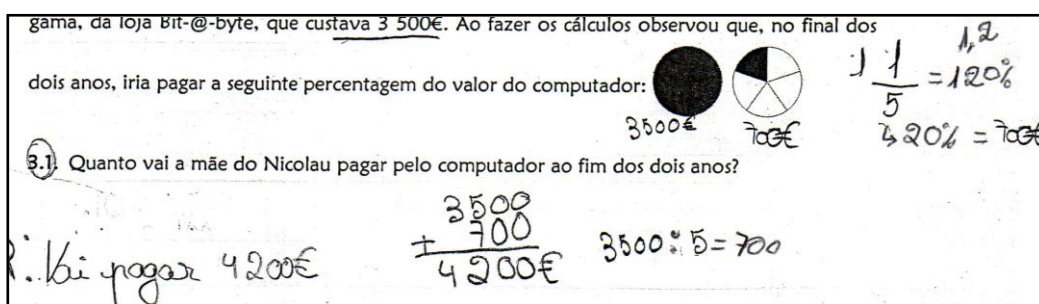 gama, da loja Bit-@-byte, que custava 3 500€. Ao fazer os cálculos observou que, no final dos
dois anos, iria pagar a seguinte percentagem do valor do computador:
3500€ 700€
1 1/5 = 120%
1,2
↳ 20% = 700€
3.1. Quanto vai a mãe do Nicolau pagar pelo computador ao fim dos dois anos?
R: Vai pagar 4200€
3500
+ 700
4200€
3500 : 5 = 700